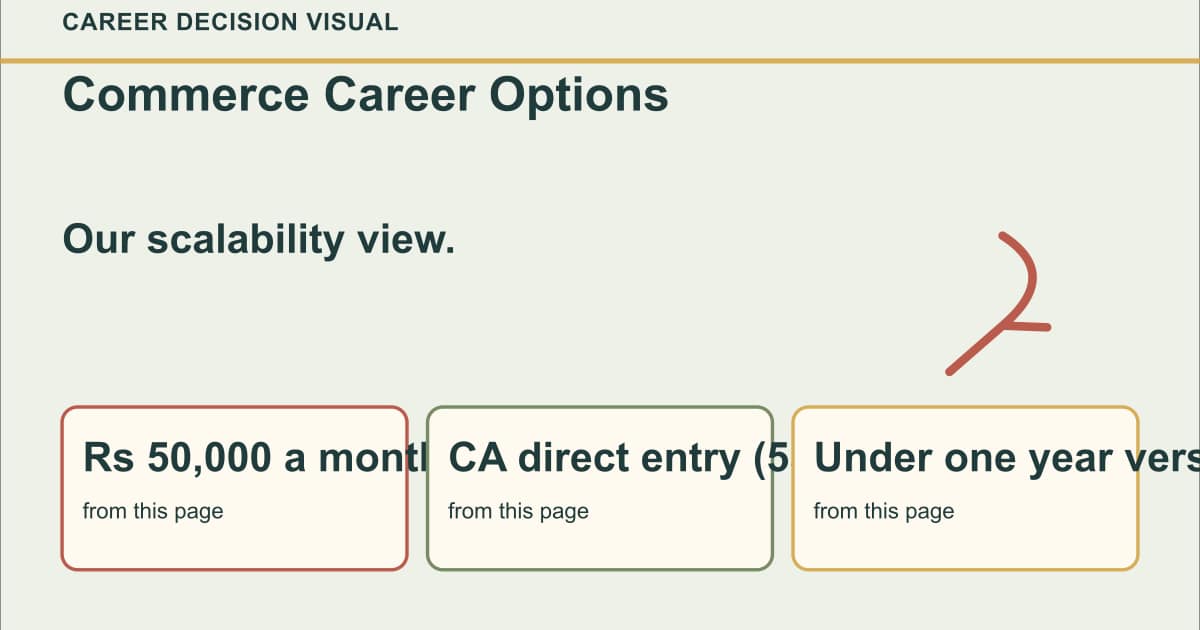 CAREER DECISION VISUAL
Commerce Career Options
Our scalability view.
Rs 50,000 a month
from this page
CA direct entry (5
from this page
Under one year vers
from this page